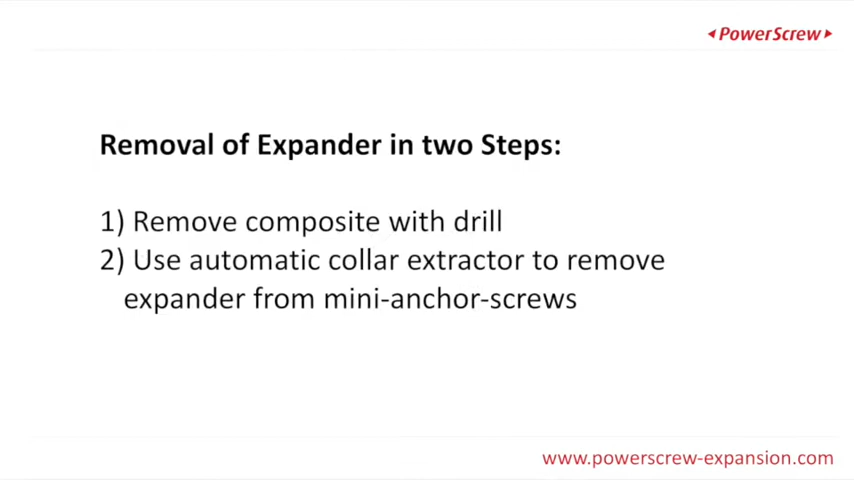 PowerScrew
Removal of Expander in two Steps:
1) Remove composite with drill
2) Use automatic collar extractor to remove
expander from mini-anchor-screws
www.powerscrew-expansion.com